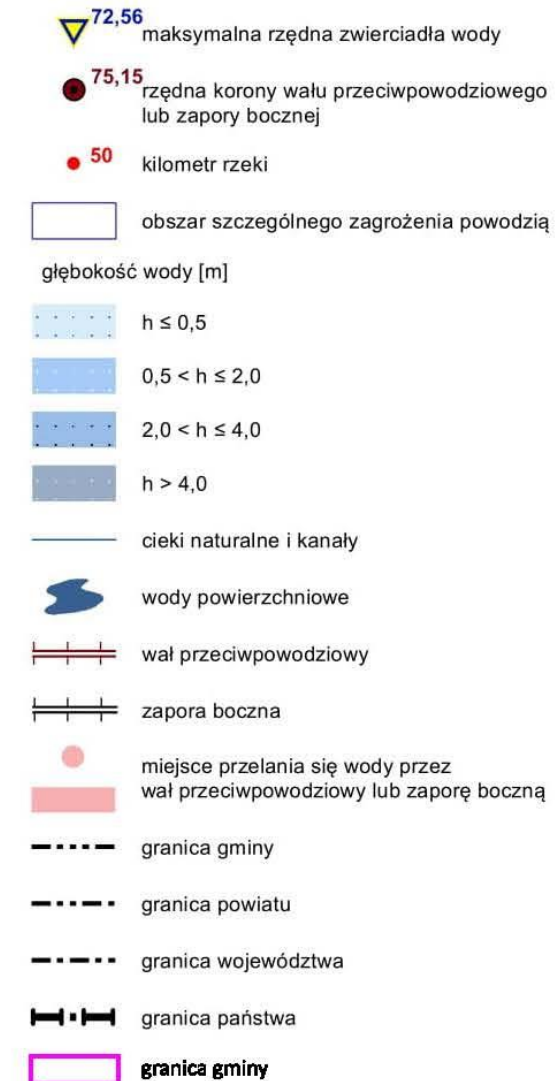 72,56
maksymalna rzędna zwierciadła wody
75,15
rzędna korony wału przeciwpowodziowego
lub zapory bocznej
50
kilometr rzeki
obszar szczególnego zagrożenia powodzią
głębokość wody [m]
h ≤ 0,5
0,5 < h ≤ 2,0
2,0 < h ≤ 4,0
h > 4,0
cieki naturalne i kanały
wody powierzchniowe
wał przeciwpowodziowy
zapora boczna
miejsce przelania się wody przez
wał przeciwpowodziowy lub zaporę boczną
granica gminy
granica powiatu
granica województwa
granica państwa
granica gminy